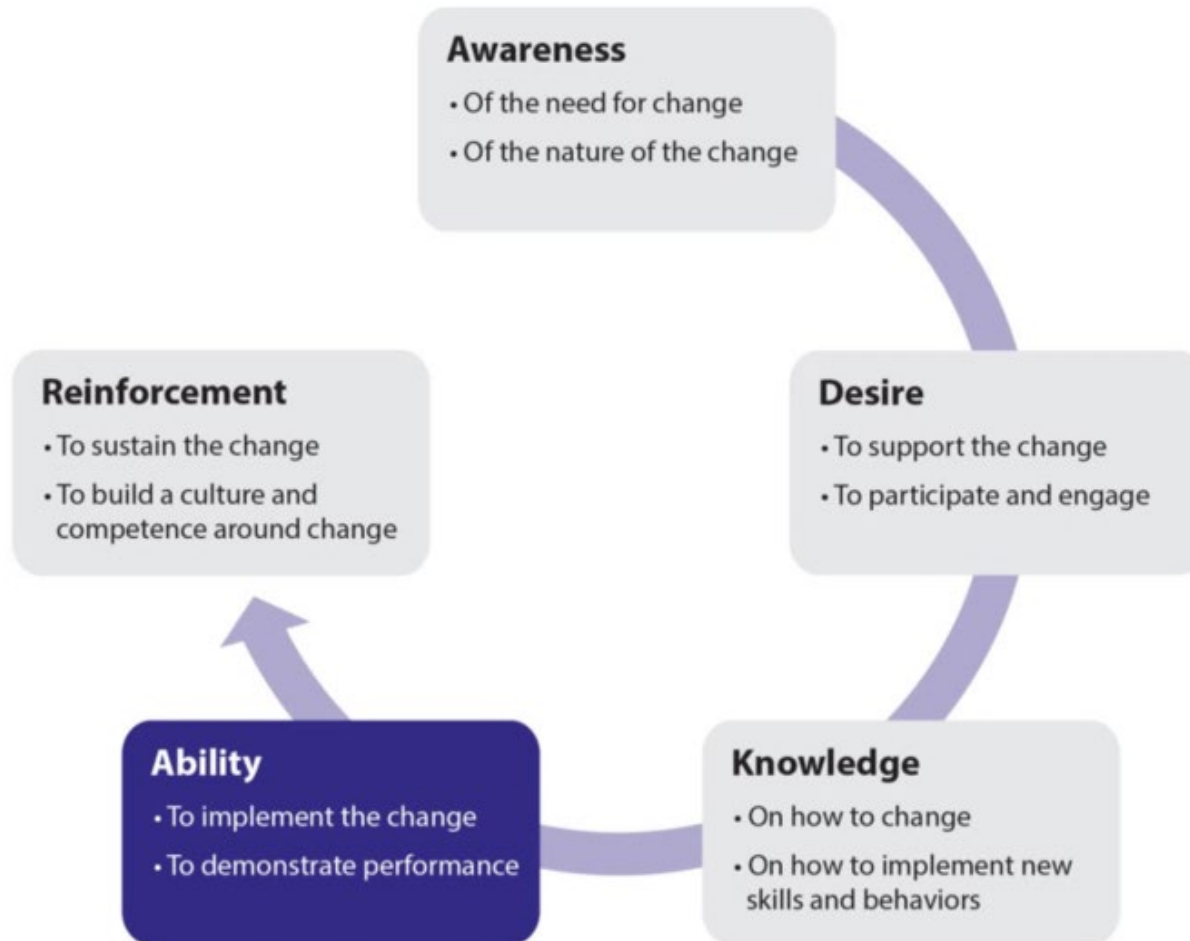 Awareness
• Of the need for change
• Of the nature of the change
Desire
• To support the change
• To participate and engage
Knowledge
• On how to change
• On how to implement new
skills and behaviors
Ability
• To implement the change
• To demonstrate performance
Reinforcement
• To sustain the change
• To build a culture and
competence around change